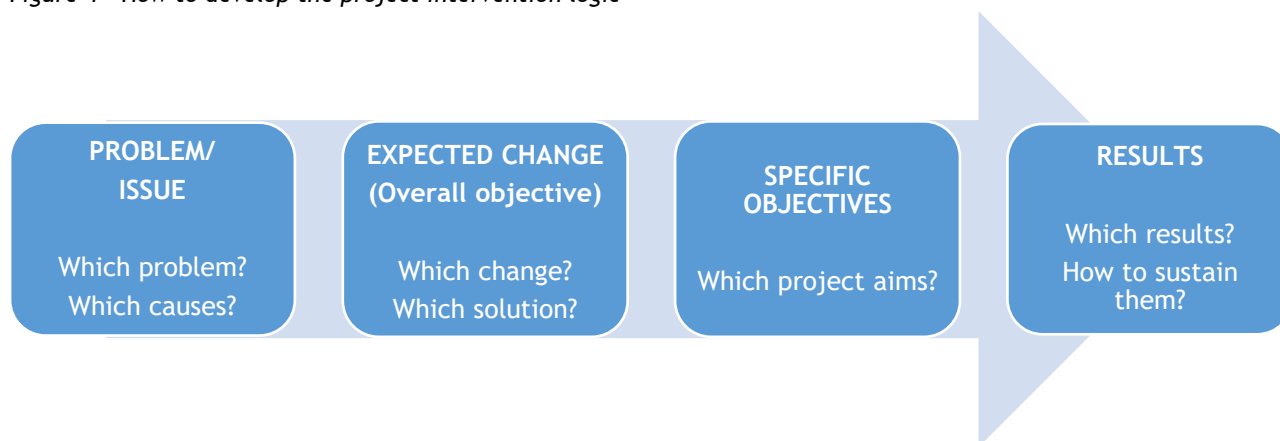 Figure How to develop the project intervention logic
PROBLEM/
ISSUE
Which problem?
Which causes?
EXPECTED CHANGE
(Overall objective)
Which change?
Which solution?
SPECIFIC
OBJECTIVES
Which project aims?
RESULTS
Which results?
How to sustain
them?